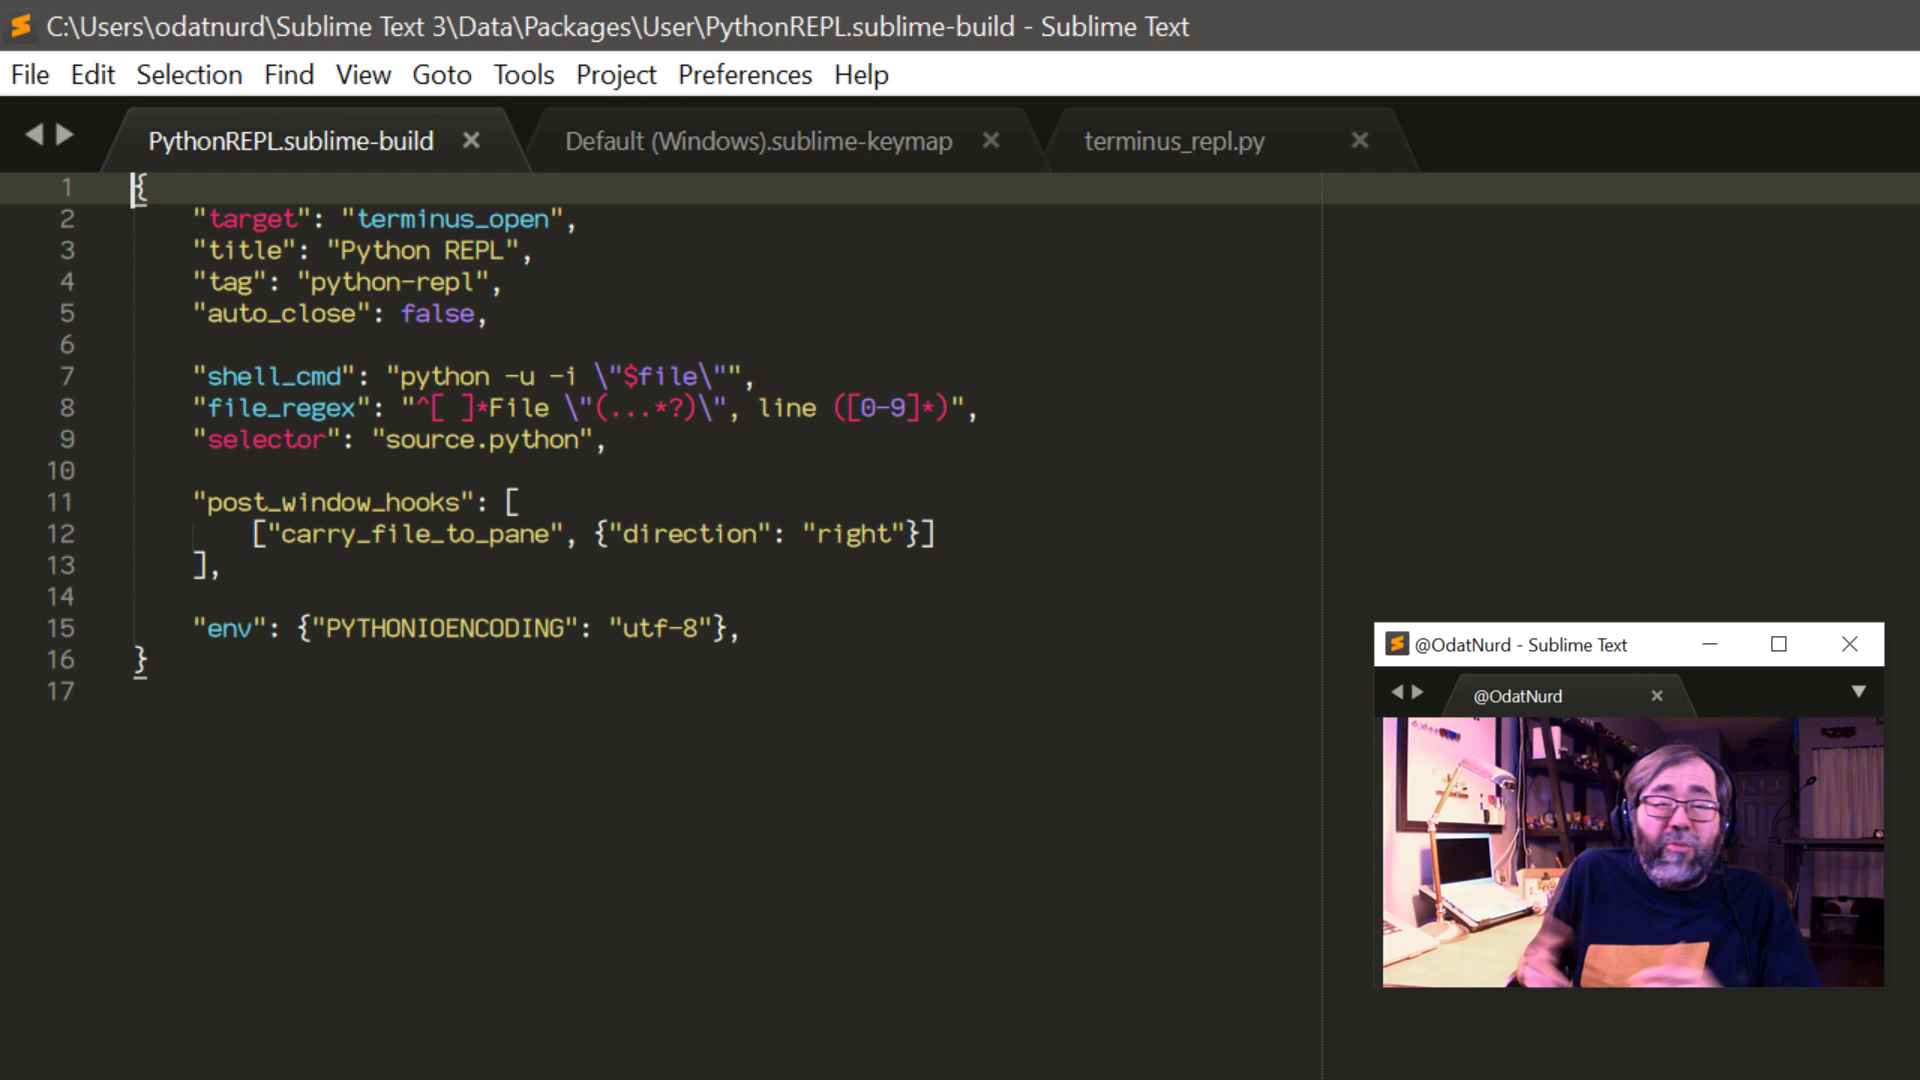 C:\Users\odatnurd\Sublime Text 3\Data\Packages\User\PythonREPL.sublime-build - Sublime Text
File Edit Selection Find View Goto Tools Project Preferences Help
PythonREPL.sublime-build Default (Windows).sublime-keymap terminus_repl.py
1 {
2 "target": "terminus_open",
3 "title": "Python REPL",
4 "tag": "python-repl",
5 "auto_close": false,
6
7 "shell_cmd": "python -u -i \"$file\"",
8 "file_regex": "^[ ]*File \"(...*?)\", line ([0-9]*)",
9 "selector": "source.python",
10
11 "post_window_hooks": [
12 ["carry_file_to_pane", {"direction": "right"}]
13 ],
14
15 "env": {"PYTHONIOENCODING": "utf-8"},
16 }
17
@OdatNurd - Sublime Text
@OdatNurd